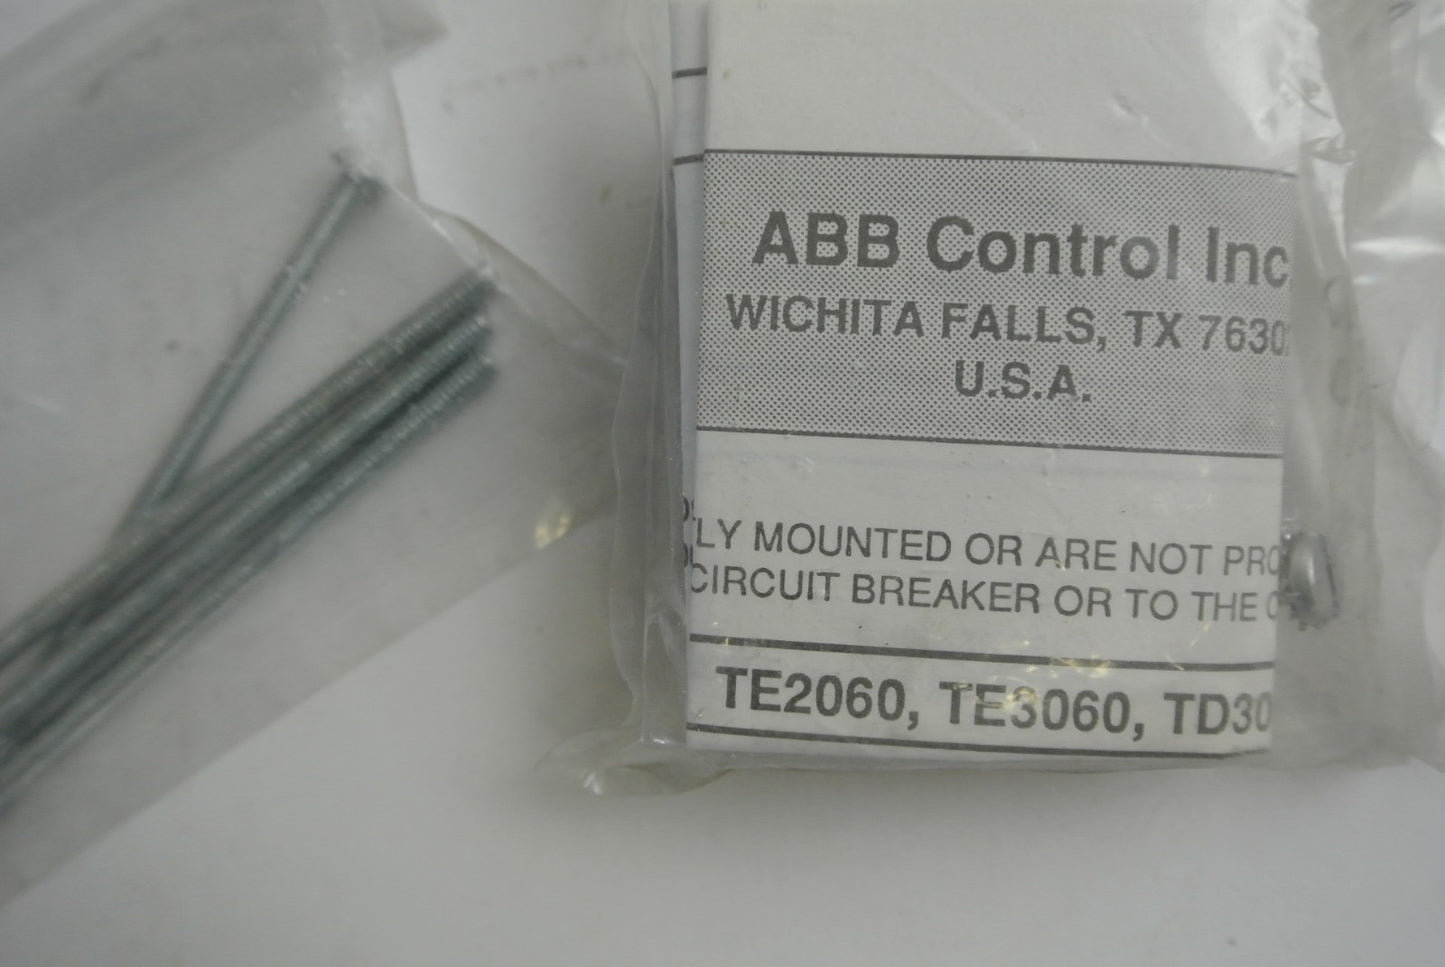 ABB Control Inc
WICHITA FALLS, TX 7630
U.S.A.
LY MOUNTED OR ARE NOT PRO
CIRCUIT BREAKER OR TO THE
TE2060, TE3060, TD30